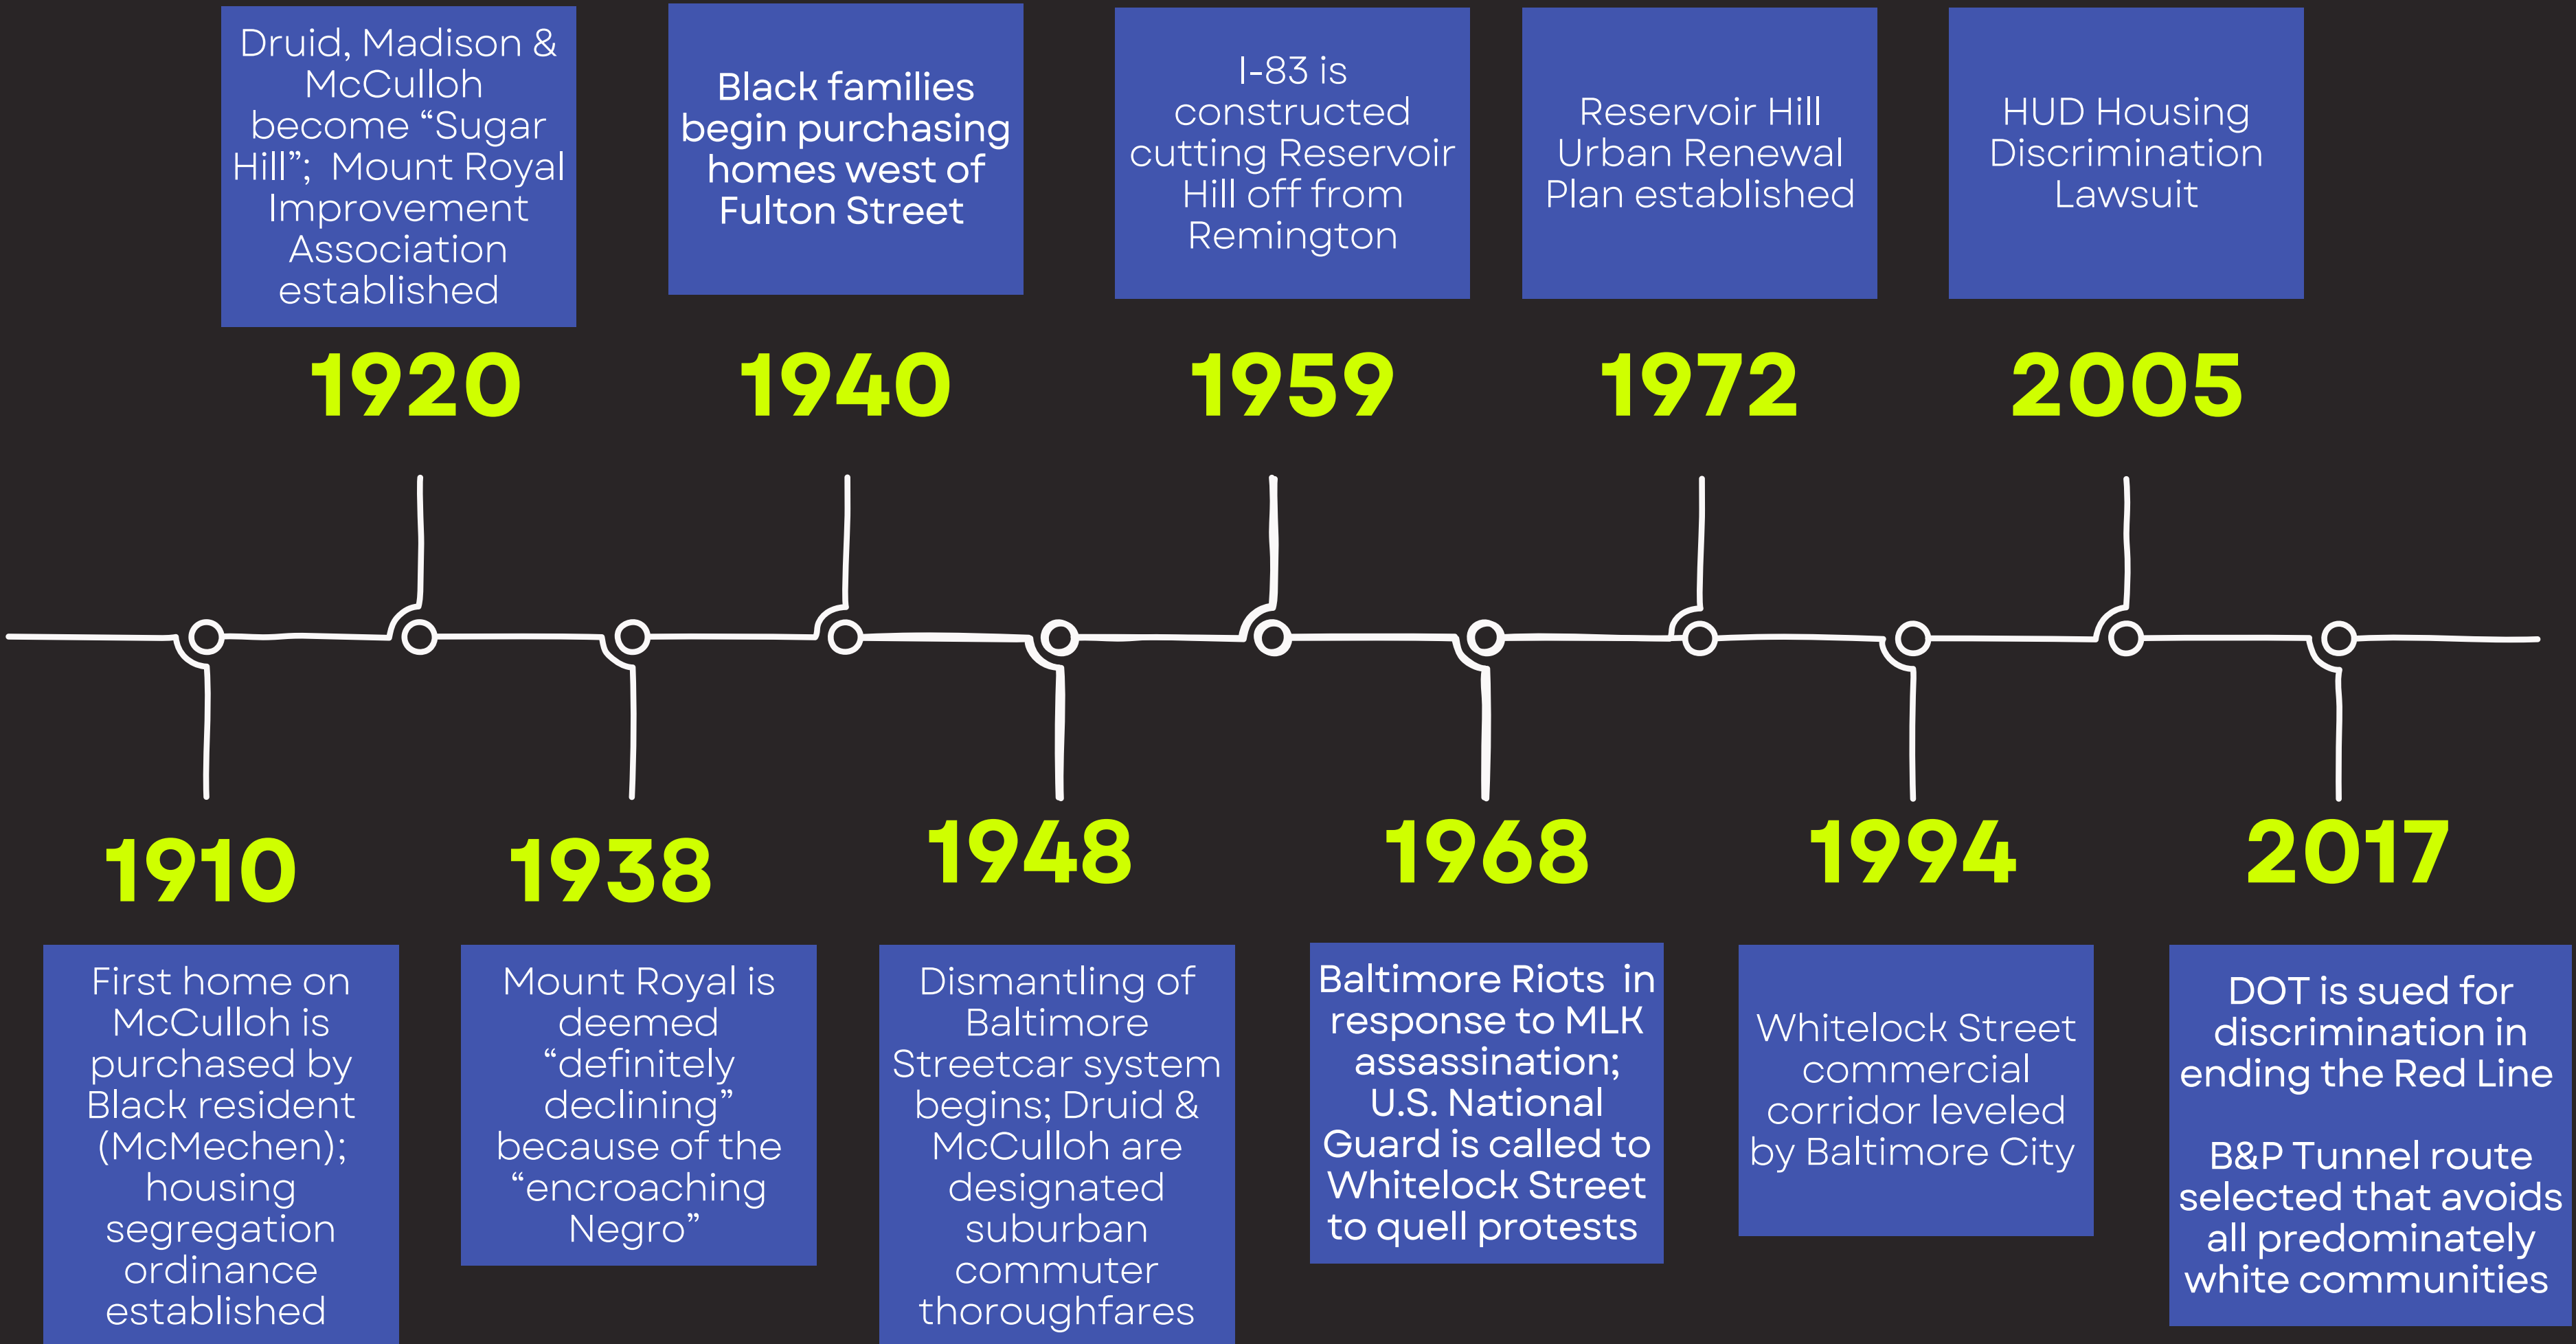 Druid, Madison &
McCulloh
become “Sugar
Hill”;  Mount Royal
Improvement
Association
established
1920
Black families
begin purchasing
homes west of
Fulton Street
1940
I-83 is
constructed
cutting Reservoir
Hill off from
Remington
1959
Reservoir Hill
Urban Renewal
Plan established
1972
HUD Housing
Discrimination
Lawsuit
2005
1910
First home on
McCulloh is
purchased by
Black resident
(McMechen);
housing
segregation
ordinance
established
1938
Mount Royal is
deemed
“definitely
declining”
because of the
“encroaching
Negro”
1948
Dismantling of
Baltimore
Streetcar system
begins; Druid &
McCulloh are
designated
suburban
commuter
thoroughfares
1968
Baltimore Riots  in
response to MLK
assassination;
U.S. National
Guard is called to
Whitelock Street
to quell protests
1994
Whitelock Street
commercial
corridor leveled
by Baltimore City
2017
DOT is sued for
discrimination in
ending the Red Line
B&P Tunnel route
selected that avoids
all predominately
white communities